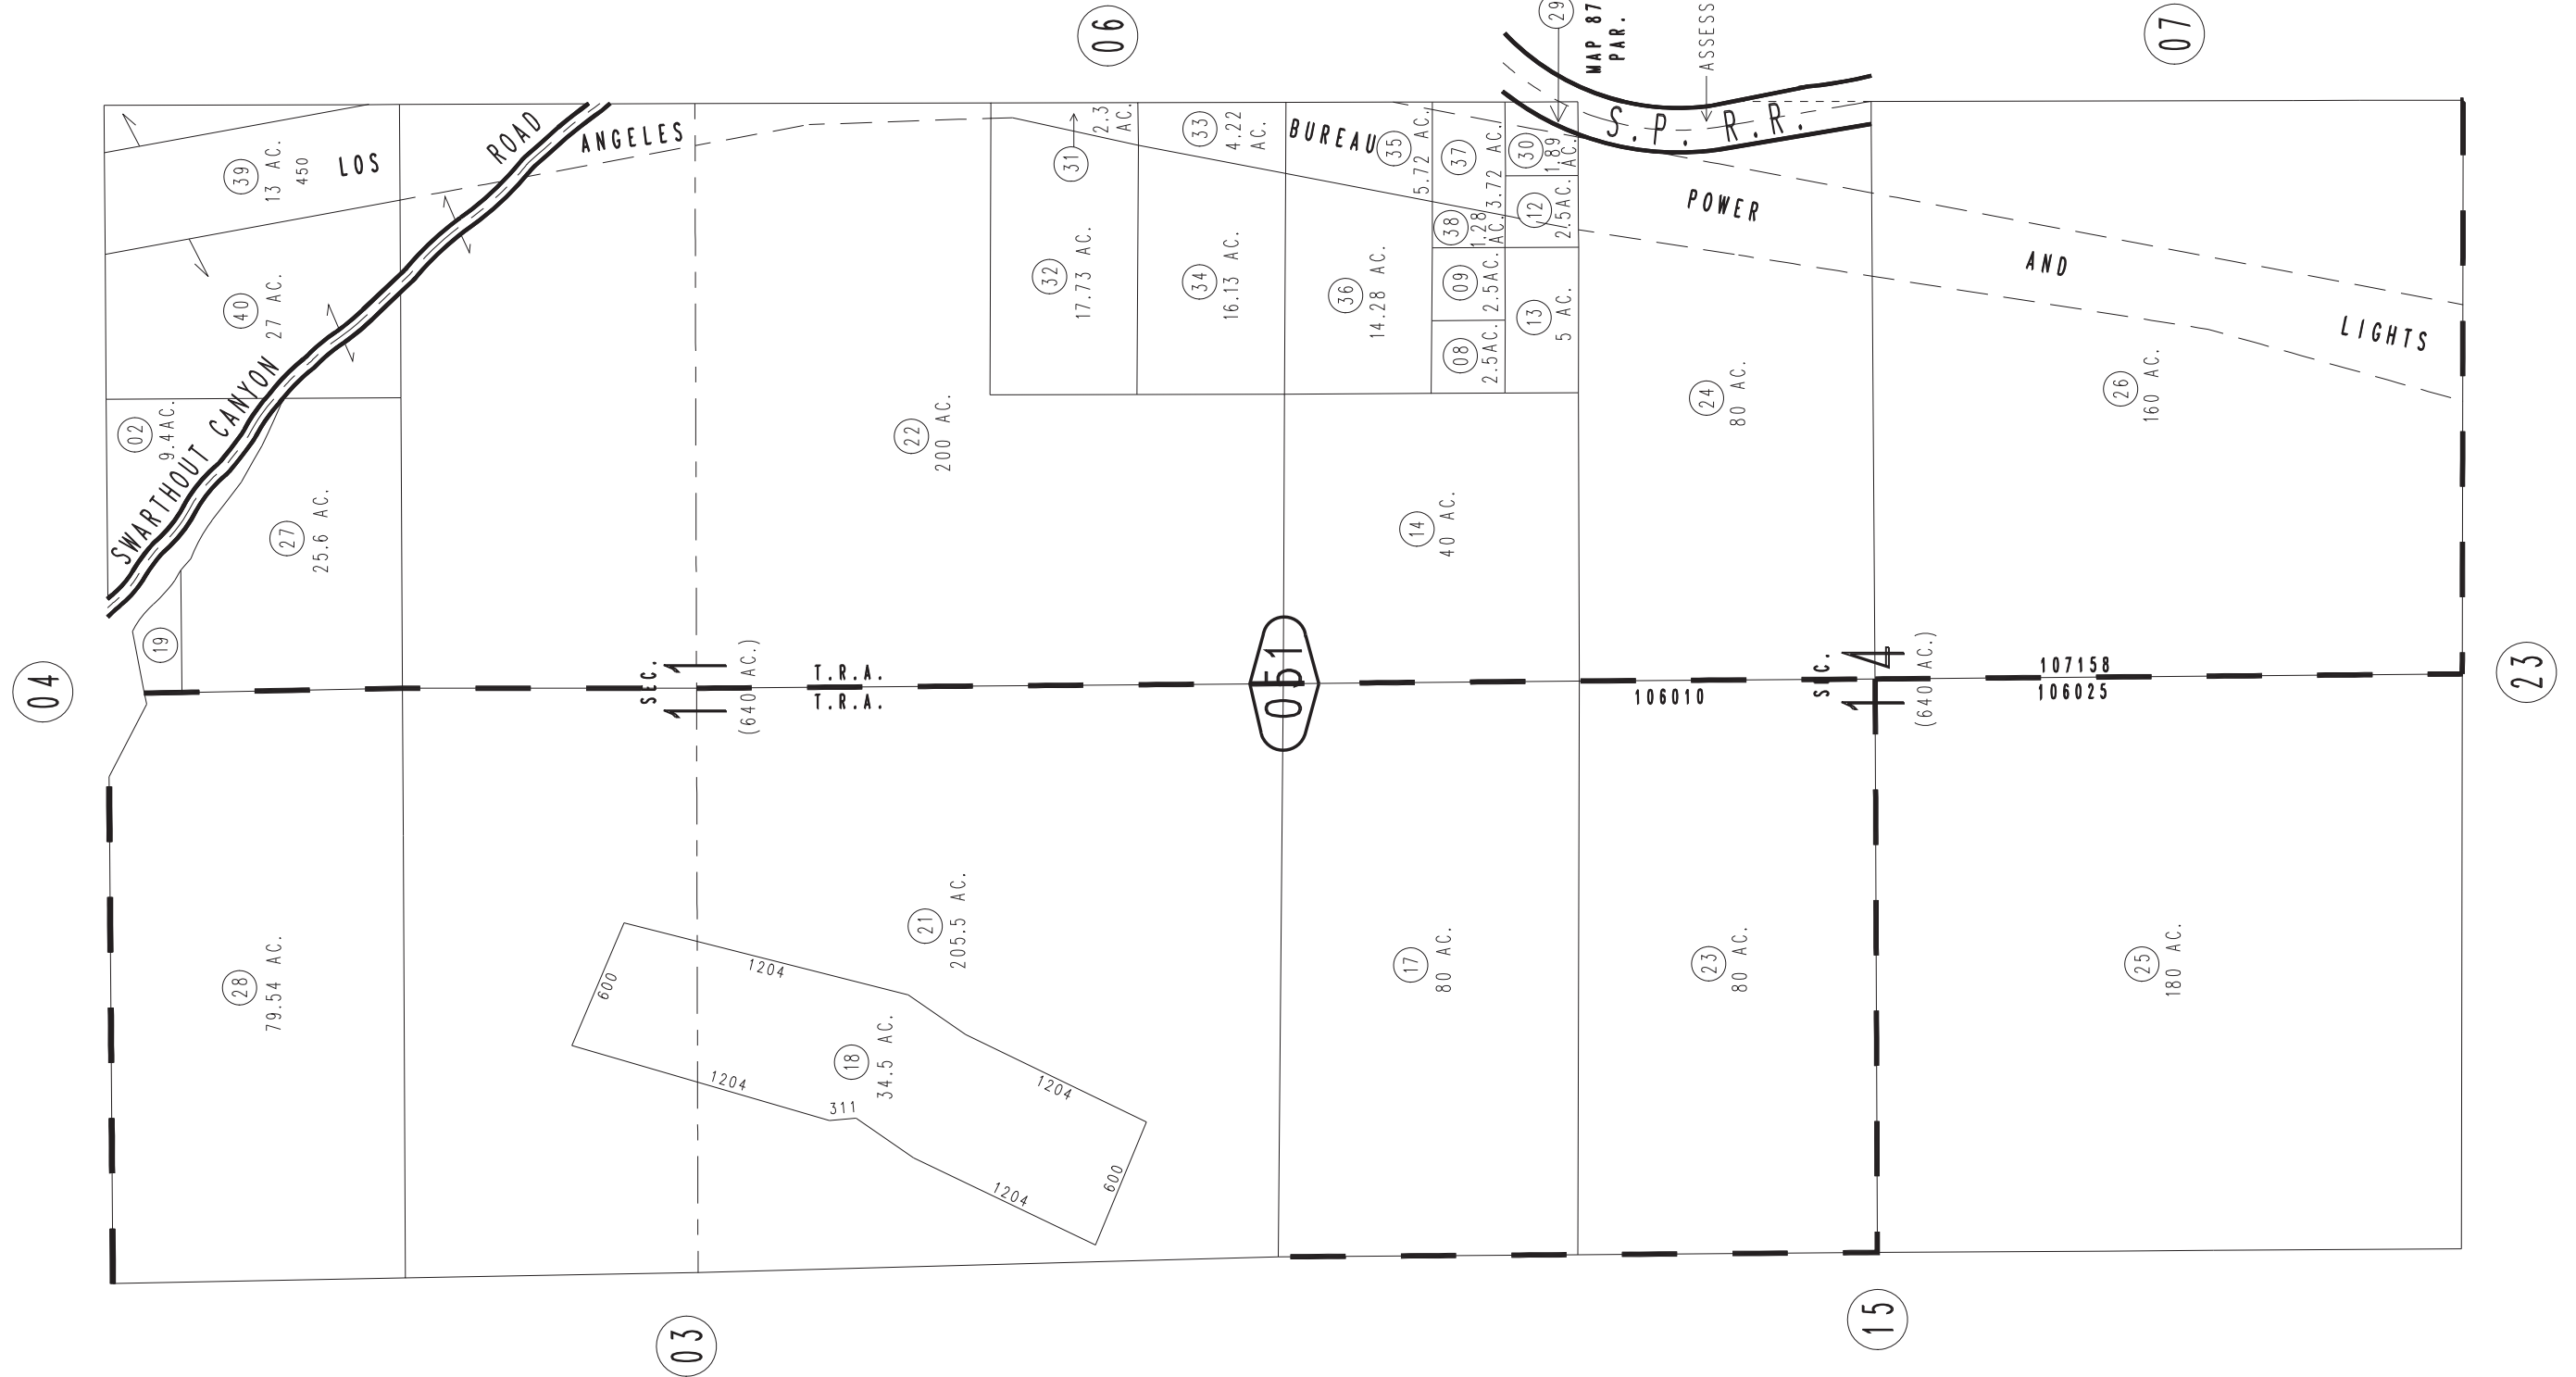 04
06
07
23
03
15
051
LOS
ANGELES
BUREAU
POWER
AND
LIGHTS
SWARTHOUT CANYON
ROAD
S.P. R.R.
29
MAP 87
PAR.
ASSESS
39
13 AC.
450
40
27 AC.
02
9.4AC.
27
25.6 AC.
19
22
200 AC.
31
2.3
AC.
32
17.73 AC.
33
4.22
AC.
34
16.13 AC.
35
5.72 AC.
36
14.28 AC.
37
3.72 AC.
38
1.28
AC.
09
2.5AC.
08
2.5AC.
30
1.89
AC.
12
2.5AC.
13
5 AC.
14
40 AC.
24
80 AC.
26
160 AC.
SEC.
11
(640 AC.)
T.R.A.
T.R.A.
106010
SEC.
14
(640 AC.)
107158
106025
28
79.54 AC.
21
205.5 AC.
18
34.5 AC.
600
1204
1204
311
1204
1204
600
17
80 AC.
23
80 AC.
25
180 AC.